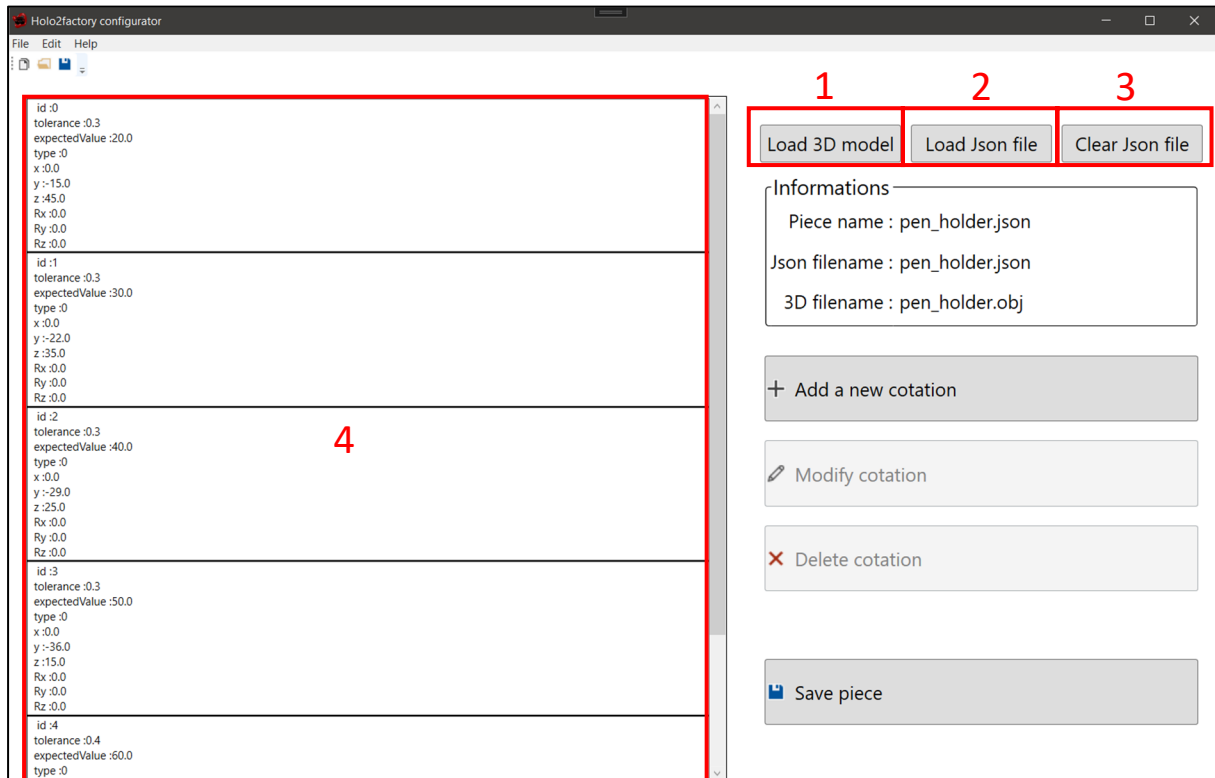 Holo2factory configurator
File Edit Help
1 2 3
Load 3D model Load Json file Clear Json file
id :0
tolerance :0.3
expectedValue :20.0
type :0
x :0.0
y :-15.0
z :45.0
Rx :0.0
Ry :0.0
Rz :0.0
id :1
tolerance :0.3
expectedValue :30.0
type :0
x :0.0
y :-22.0
z :35.0
Rx :0.0
Ry :0.0
Rz :0.0
id :2
tolerance :0.3
expectedValue :40.0
type :0
x :0.0
y :-29.0
z :25.0
Rx :0.0
Ry :0.0
Rz :0.0
4
id :3
tolerance :0.3
expectedValue :50.0
type :0
x :0.0
y :-36.0
z :15.0
Rx :0.0
Ry :0.0
Rz :0.0
id :4
tolerance :0.4
expectedValue :60.0
type :0
Informations
Piece name : pen_holder.json
Json filename : pen_holder.json
3D filename : pen_holder.obj
Add a new cotation
Modify cotation
Delete cotation
Save piece